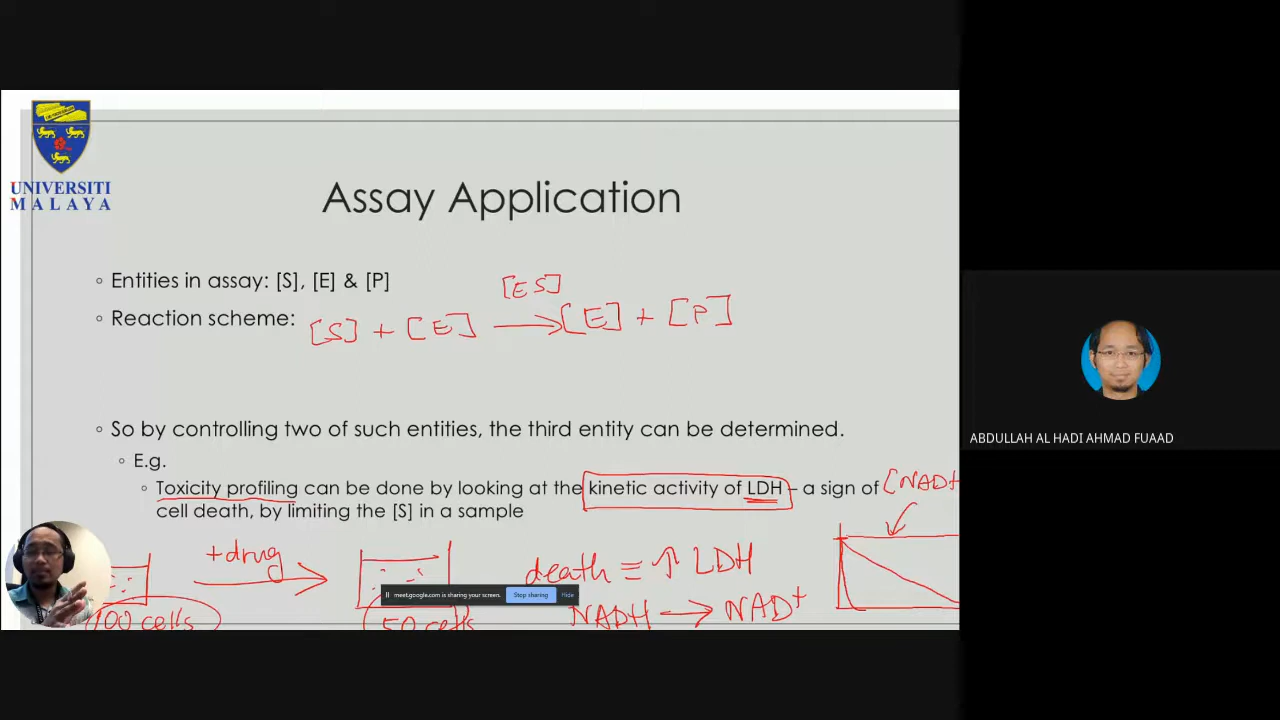 UNIVERSITI
MALAYA
Assay Application
◦ Entities in assay: [S], [E] & [P]
[ES]
◦ Reaction scheme: [S] + [E] → [E] + [P]
◦ So by controlling two of such entities, the third entity can be determined.
◦ E.g.
◦ Toxicity profiling can be done by looking at the kinetic activity of LDH – a sign of
cell death, by limiting the [S] in a sample
[NAD+
+drug
death ≡ ↑ LDH
NADH → NAD+
100 cells
50 cells
meet.google.com is sharing your screen. Stop sharing Hide
ABDULLAH AL HADI AHMAD FUAAD